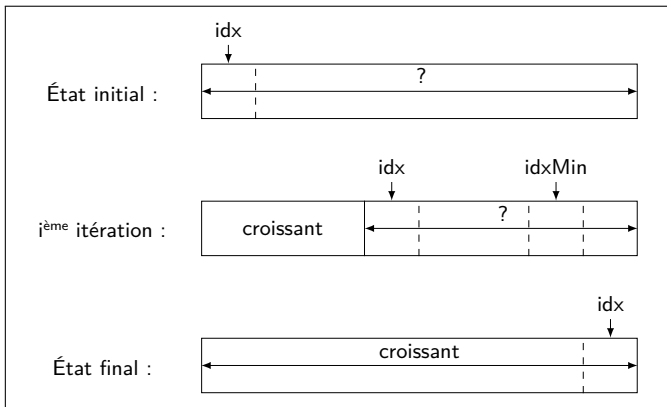 idx
?
État initial :
idx idxMin
?
croissant
ième itération :
idx
croissant
État final :